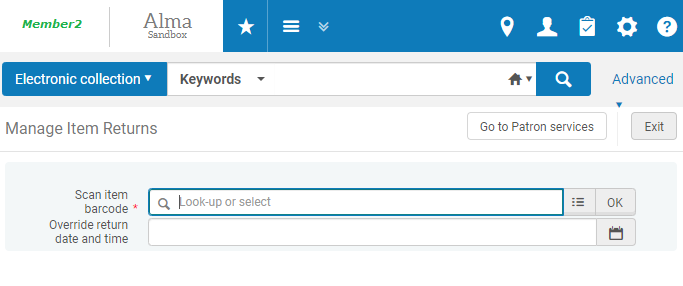 Member2
Alma
Sandbox
Electronic collection
Keywords
Advanced
Manage Item Returns
Go to Patron services
Exit
Scan item
barcode *
Look-up or select
OK
Override return
date and time